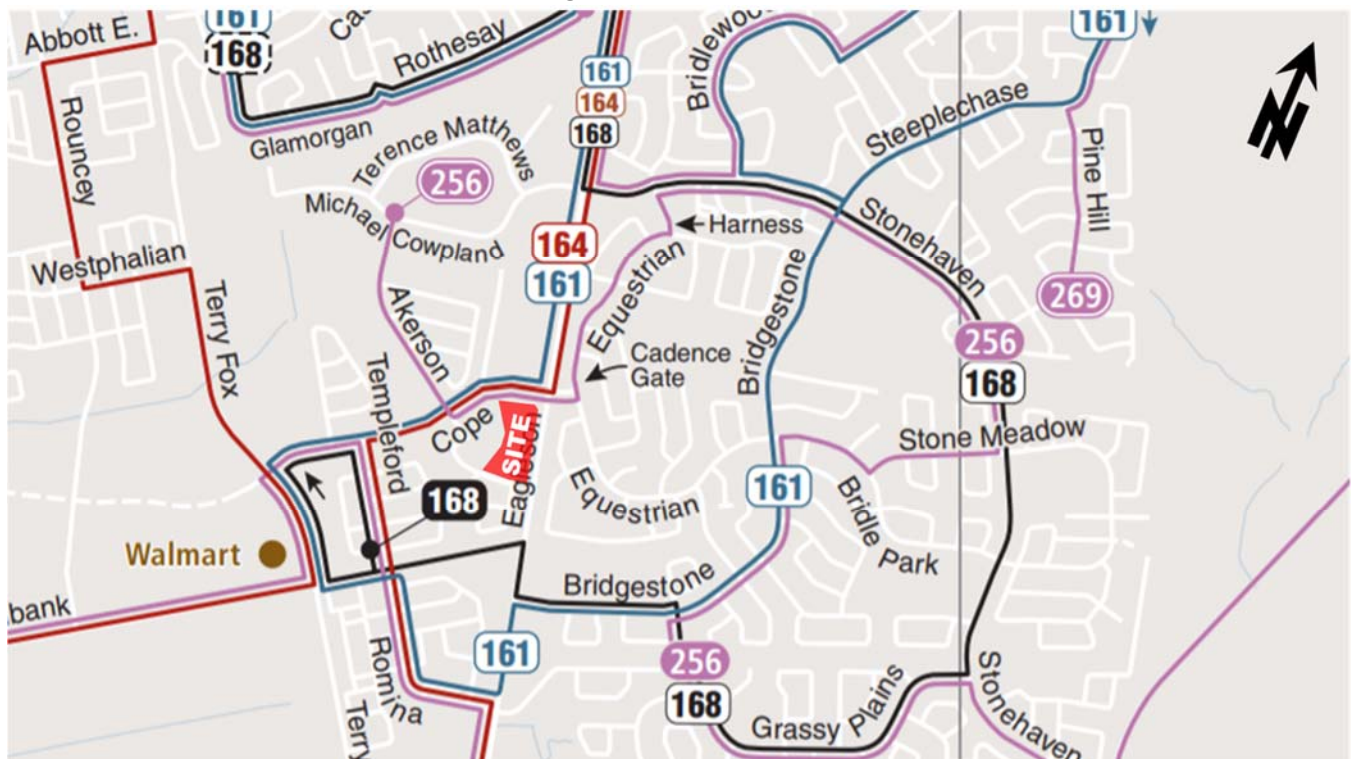 161
168
Abbott E.
Rothesay
Glamorgan
Rouncey
Westphalian
Terry Fox
Terence Matthews
256
Michael Cowpland
Akerson
161
164
168
164
161
Bridlewood
161
Steeplechase
Pine Hill
269
N
Harness
Stonehaven
Equestrian
Cadence
Gate
Bridgestone
256
168
Templeford
Cope
SITE
Eagleson
168
Equestrian
161
Stone Meadow
Bridle Park
Walmart
bank
Bridgestone
161
256
168
Romina
Terry
Grassy Plains
Stonehaven